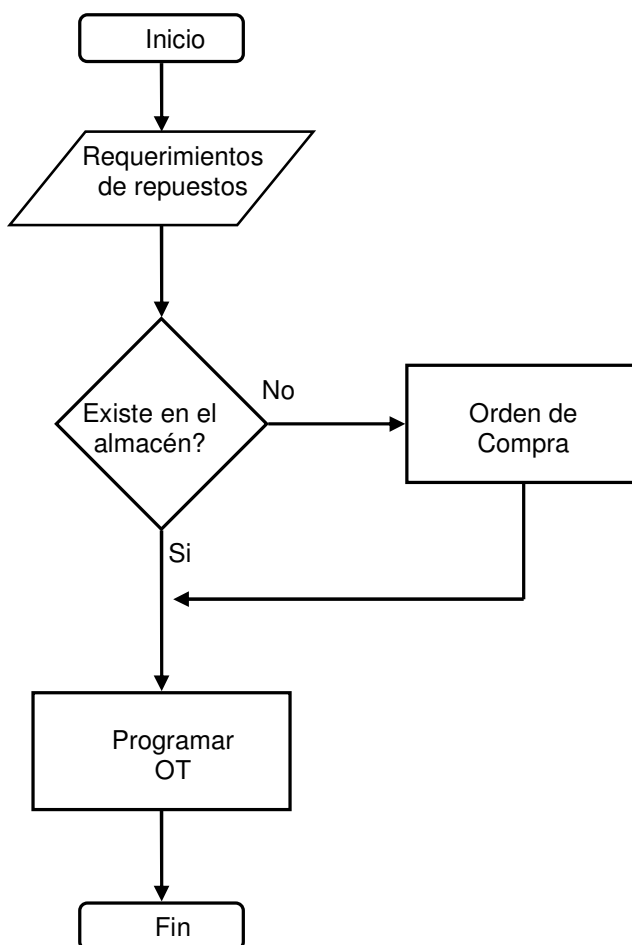 Inicio
Requerimientos
de repuestos
Existe en el
almacén?
No
Orden de
Compra
Si
Programar
OT
Fin